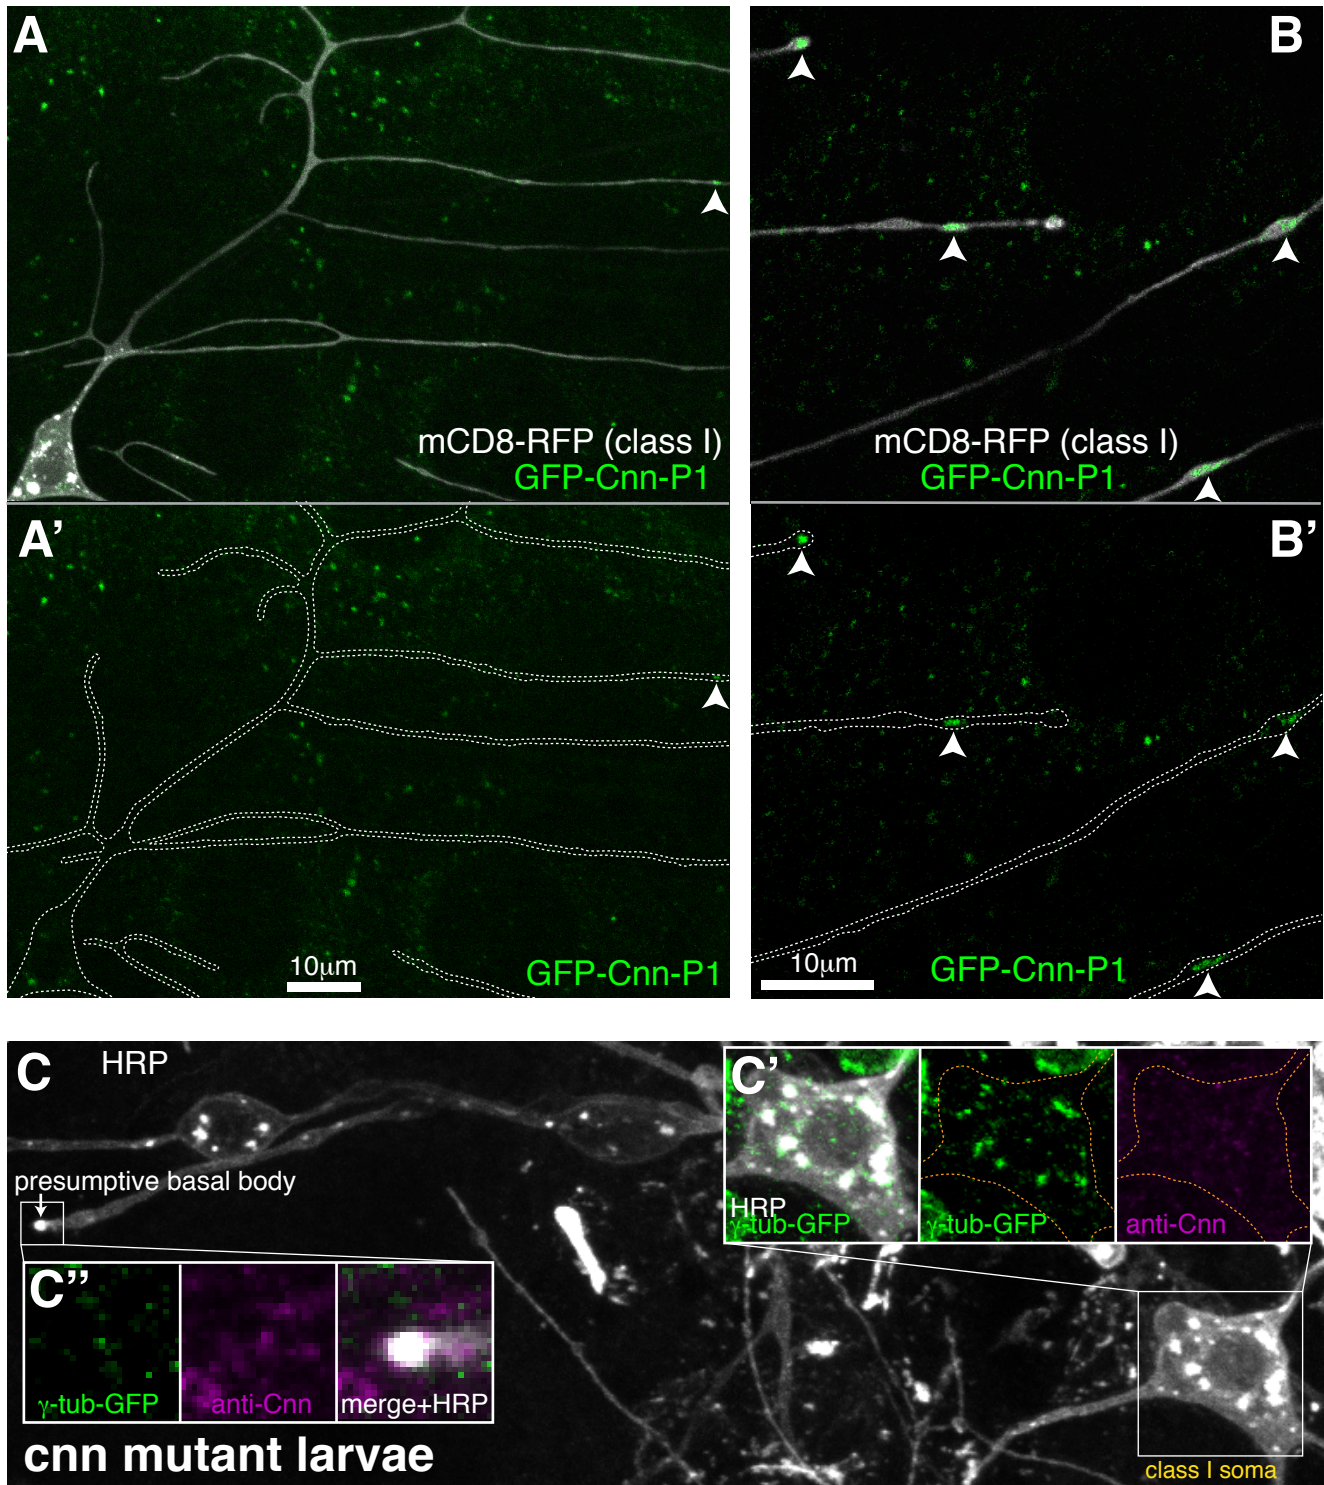 A
mCD8-RFP (class I)
GFP-Cnn-P1
B
mCD8-RFP (class I)
GFP-Cnn-P1
A’
10μm
GFP-Cnn-P1
B’
10μm
GFP-Cnn-P1
C HRP
presumptive basal body
C’
HRP
γ-tub-GFP
γ-tub-GFP
anti-Cnn
C’’
γ-tub-GFP
anti-Cnn
merge+HRP
cnn mutant larvae
class I soma